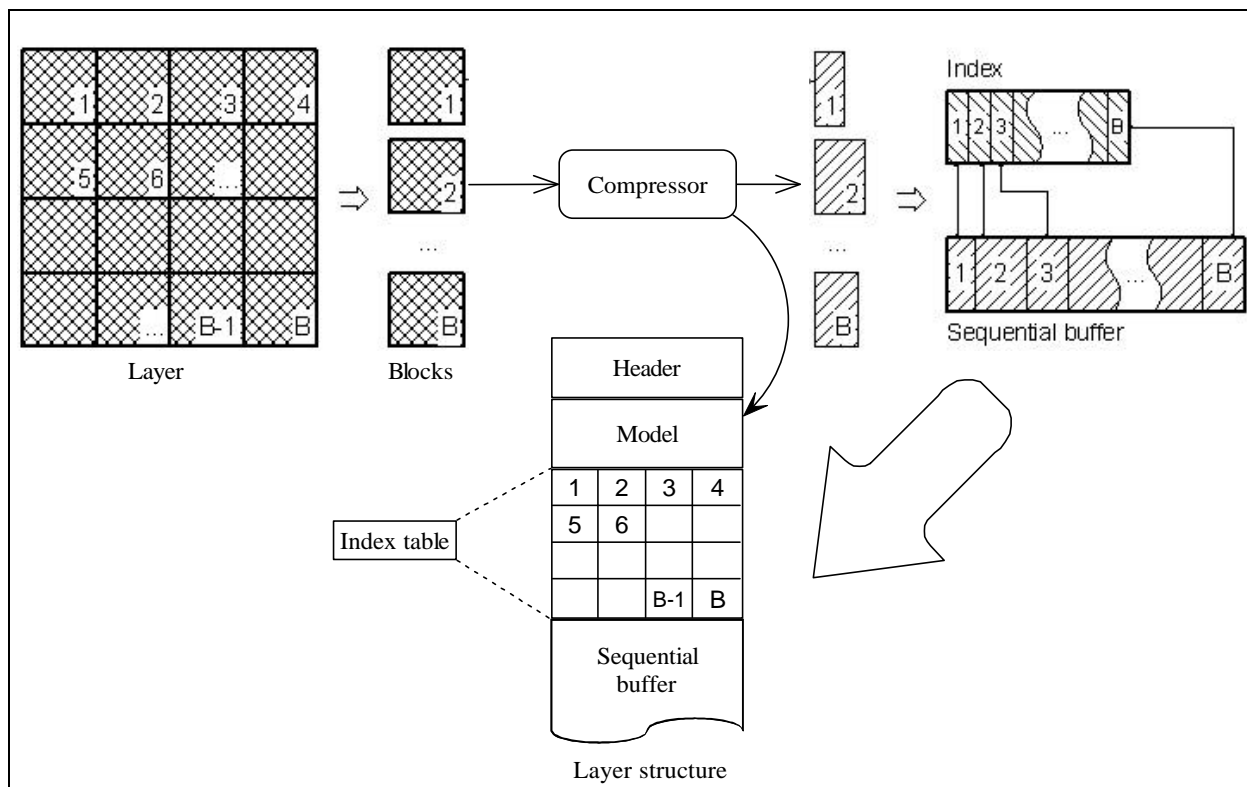 1 2 3 4
5 6 ...
... B-1 B
Layer
1
2
...
B
Blocks
Compressor
1
2
...
B
Index
1 2 3 ... B
1 2 3 ... B
Sequential buffer
Header
Model
1 2 3 4
5 6
B-1 B
Index table
Sequential
buffer
Layer structure